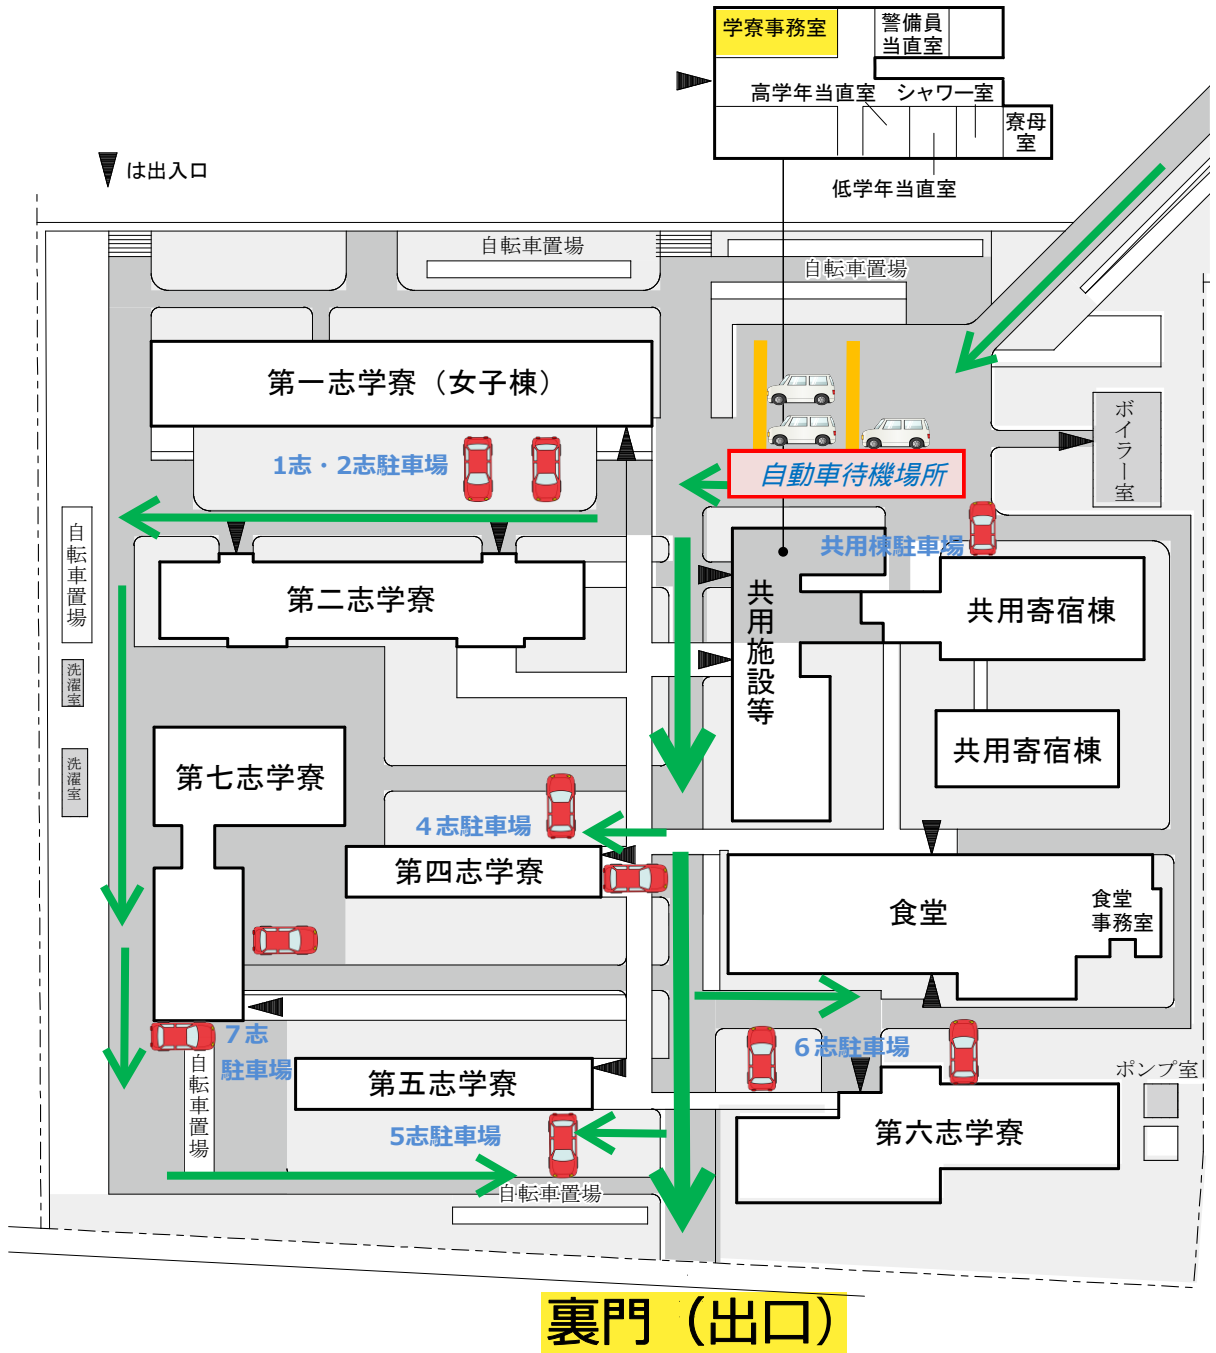 学寮事務室
警備員
当直室
高学年当直室
シャワー室
寮母
室
低学年当直室
は出入口
自転車置場
自転車置場
第一志学寮（女子棟）
1志・2志駐車場
自動車待機場所
ボイラー室
自転車置場
共用棟駐車場
第二志学寮
共用施設等
共用寄宿棟
洗濯室
共用寄宿棟
洗濯室
第七志学寮
4志駐車場
第四志学寮
食堂
食堂
事務室
7志
駐車場
6志駐車場
自転車置場
第五志学寮
ポンプ室
5志駐車場
第六志学寮
自転車置場
裏門（出口）